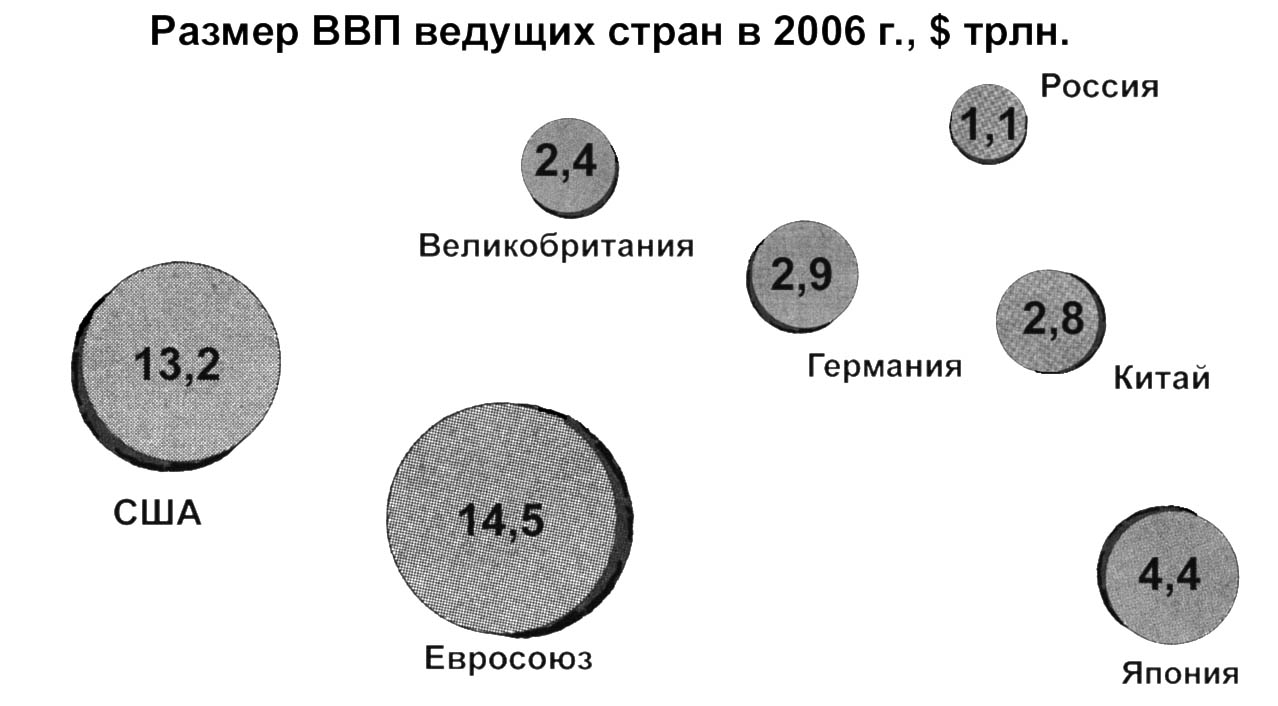 Размер ВВП ведущих стран в 2006 г., $ трлн.
Россия
1,1
2,4
Великобритания
2,9
Германия
2,8
Китай
13,2
США
14,5
Евросоюз
4,4
Япония